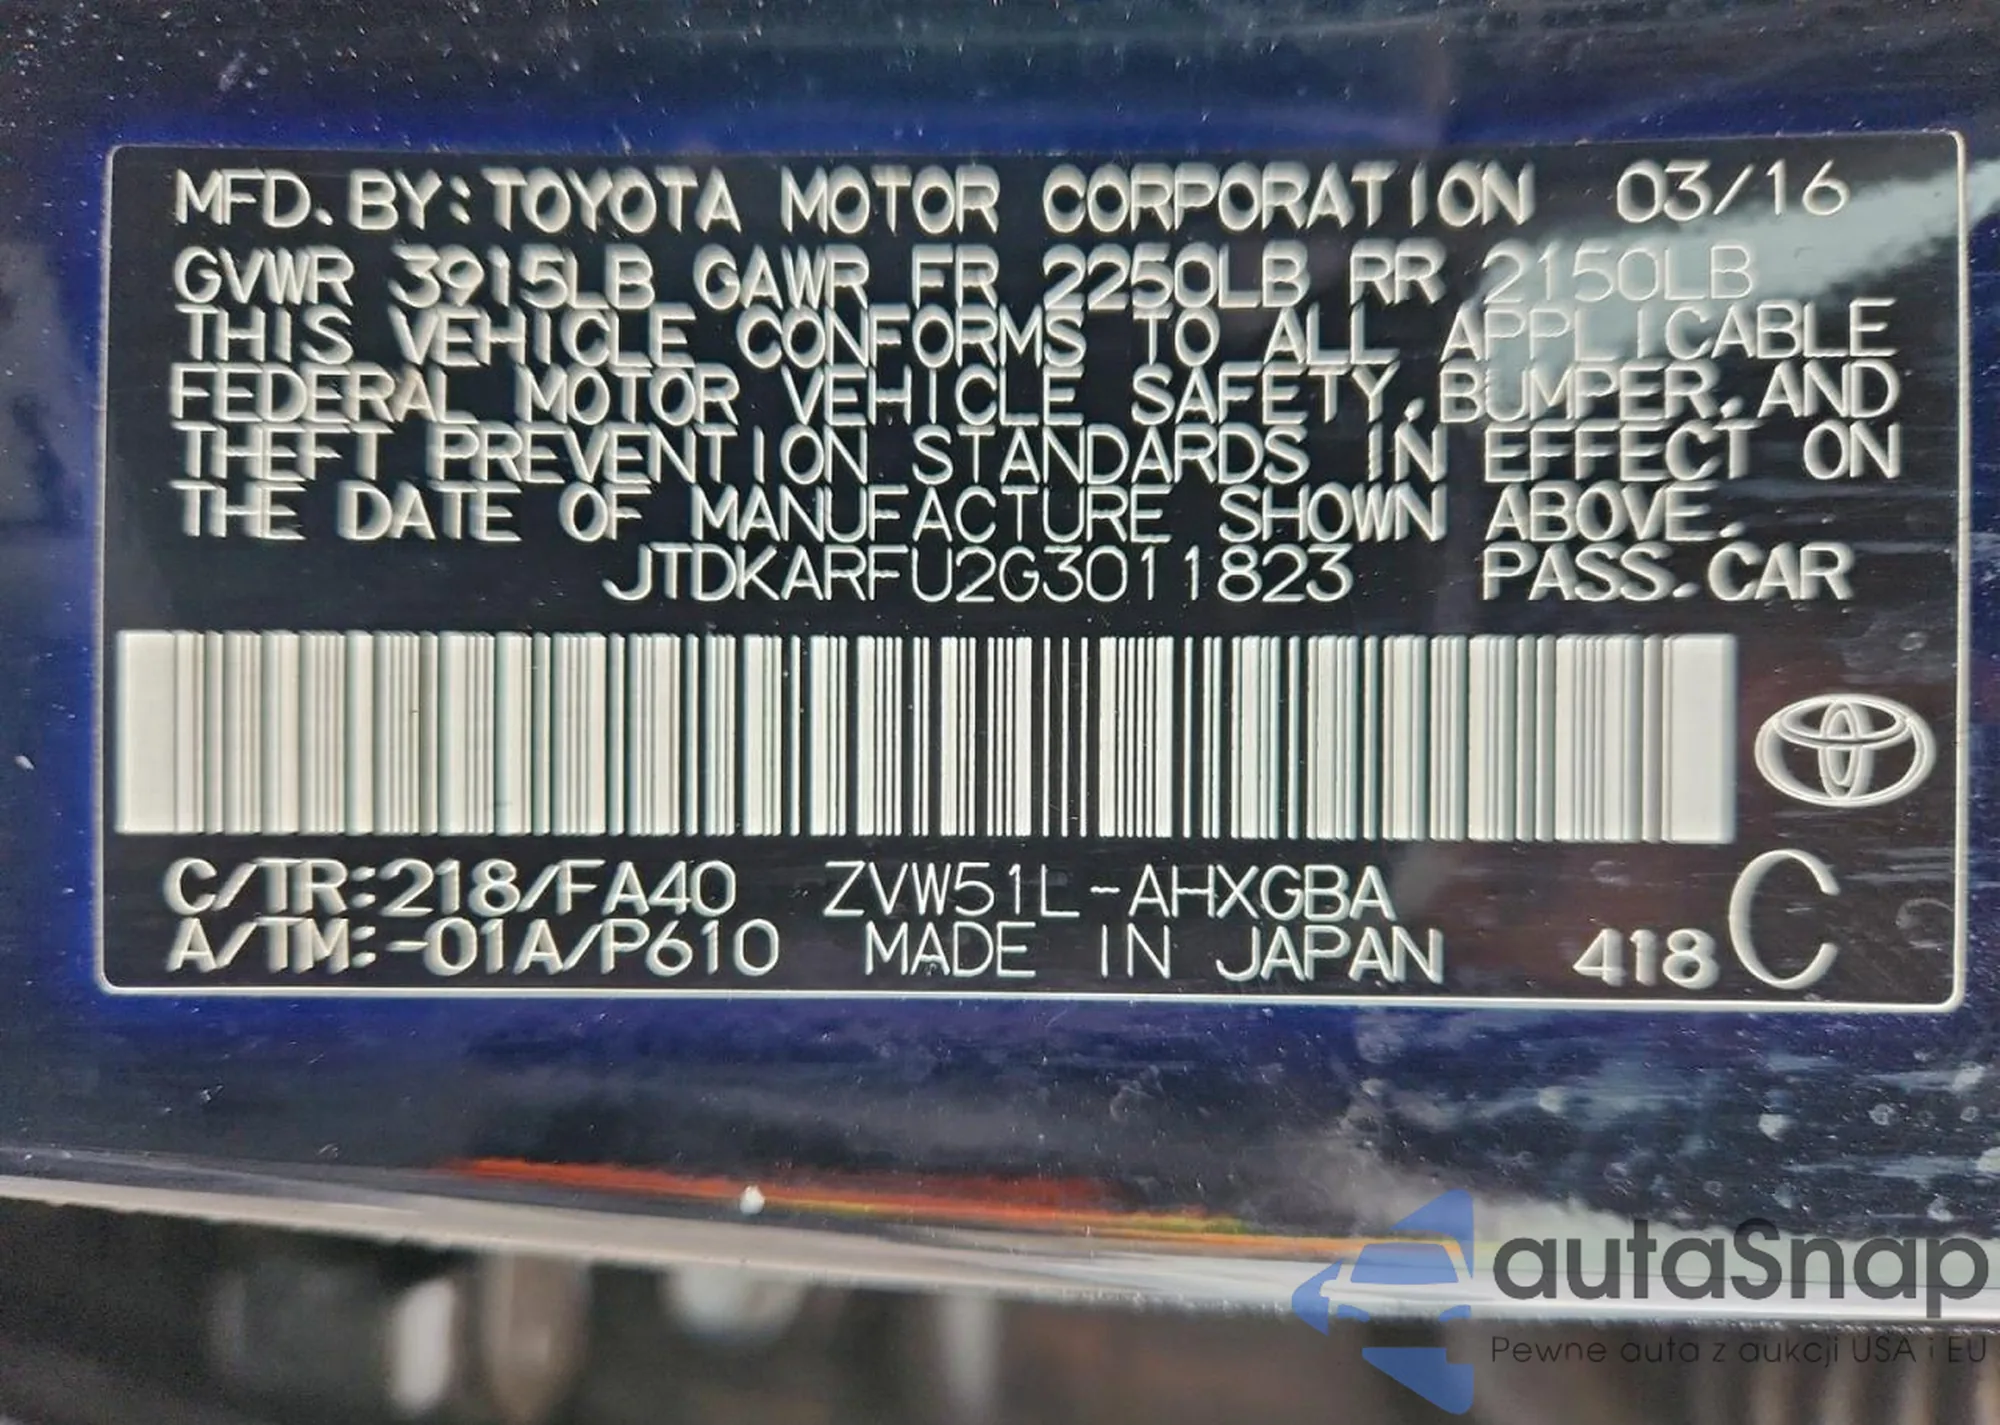 MFD. BY: TOYOTA MOTOR CORPORATION 03/16
GVWR 3915LB GAWR FR 2250LB RR 2150LB
THIS VEHICLE CONFORMS TO ALL APPLICABLE
FEDERAL MOTOR VEHICLE SAFETY, BUMPER, AND
THEFT PREVENTION STANDARDS IN EFFECT ON
THE DATE OF MANUFACTURE SHOWN ABOVE.
JTDKARFU2G3011823 PASS. CAR
C/TR:218/FA40 ZVW51L-AHXGBA
A/TM:-01A/P610 MADE IN JAPAN 418 C
autaSnap
Pewne auta z aukcji USA i EU